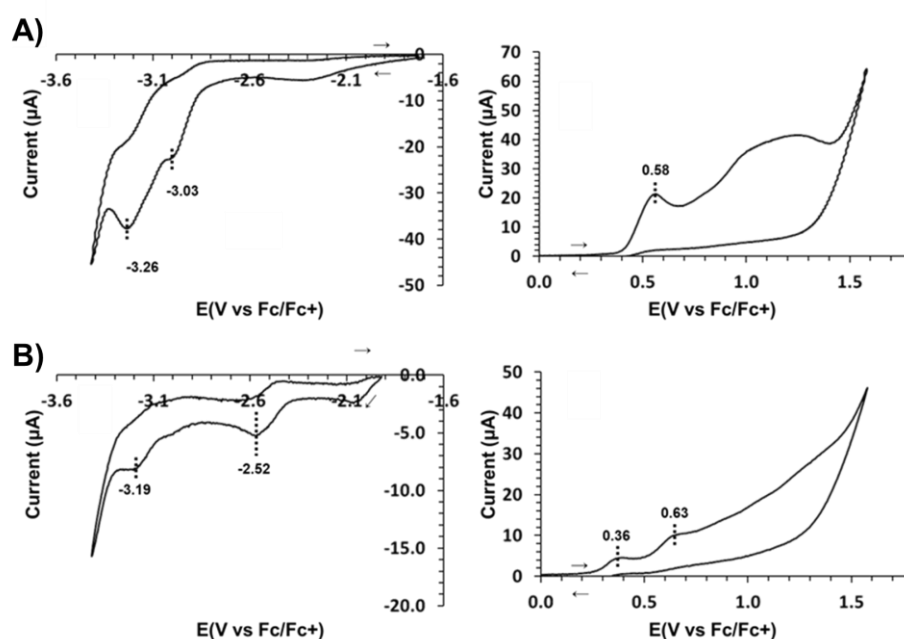 A)
Current (µA)
-3.6 -3.1 -2.6 -2.1 -1.6
0
-10
-20
-30
-40
-50
-3.03
-3.26
E(V vs Fc/Fc+)
→
←
Current (µA)
70
60
50
40
30
20
10
0
0.58
→
←
0.0 0.5 1.0 1.5
E(V vs Fc/Fc+)
B)
Current (µA)
→
-3.6 -3.1 -2.6 -2.1 -1.6
0.0
-5.0
-10.0
-15.0
-20.0
-3.19
-2.52
E(V vs Fc/Fc+)
Current (µA)
50
40
30
20
10
0
0.36
0.63
→
←
0.0 0.5 1.0 1.5
E(V vs Fc/Fc+)